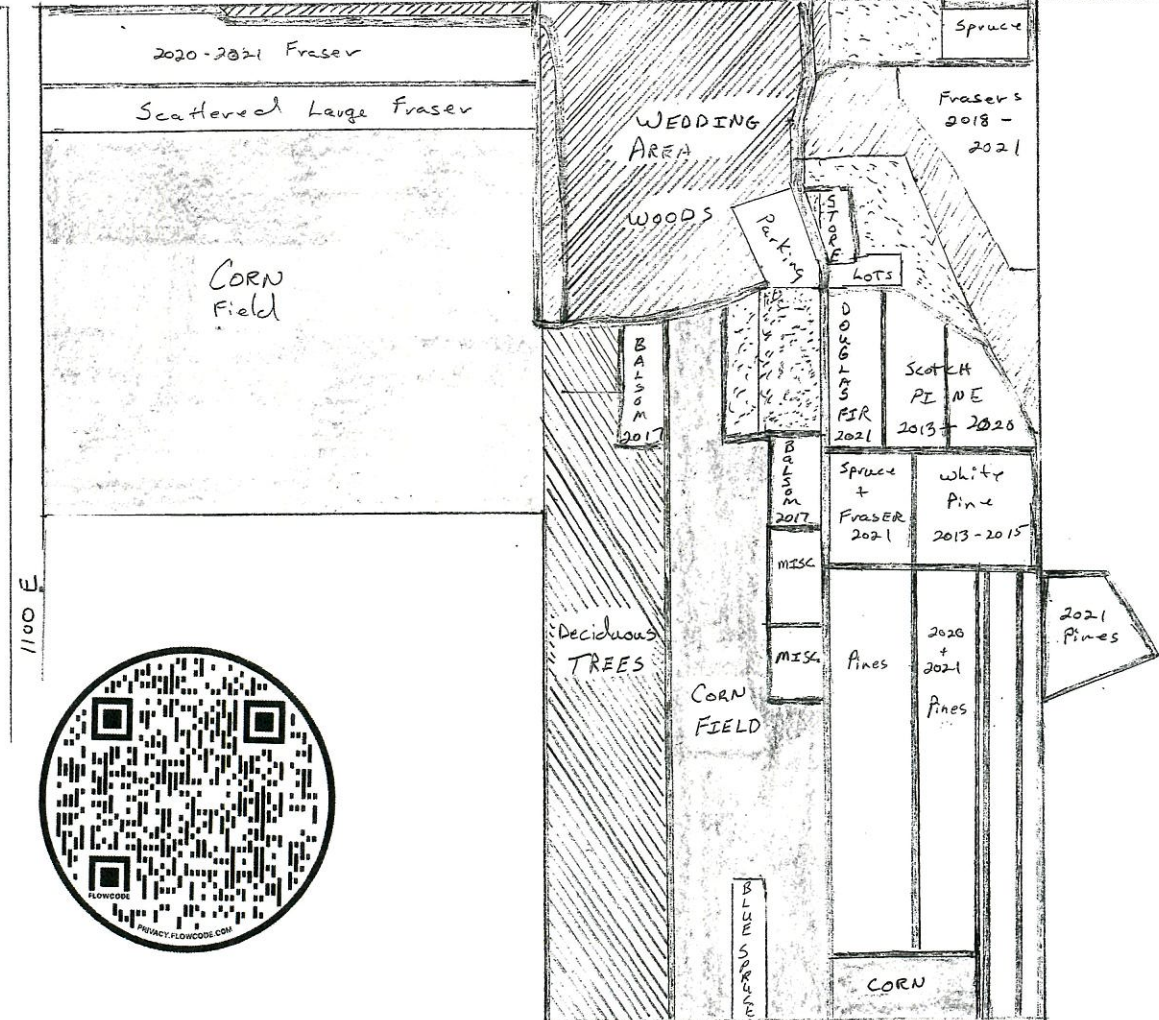 2020-2021 Fraser
Scattered Large Fraser
CORN
Field
1100 E
FLOWCODE
PRIVACY.FLOWCODE.COM
WEDDING
AREA
WOODS
Parking
STORE
LOTS
Spruce
Frasers
2018 -
2021
BALSOM
2017
DOUGLAS
FIR
2021
Scotch
PINE
2013 - 2020
BALSOM
2017
Spruce
+
FRASER
2021
white
Pine
2013-2015
MISC
MISC
Deciduous
TREES
CORN
FIELD
Pines
2020
+
2021
Pines
2021
Pines
BLUE SPRUCE
CORN